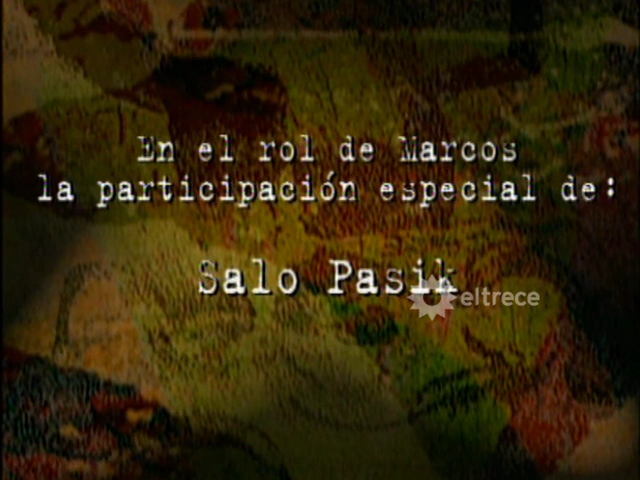 En el rol de Marcos
la participación especial de:
Salo Pasik
eltrece